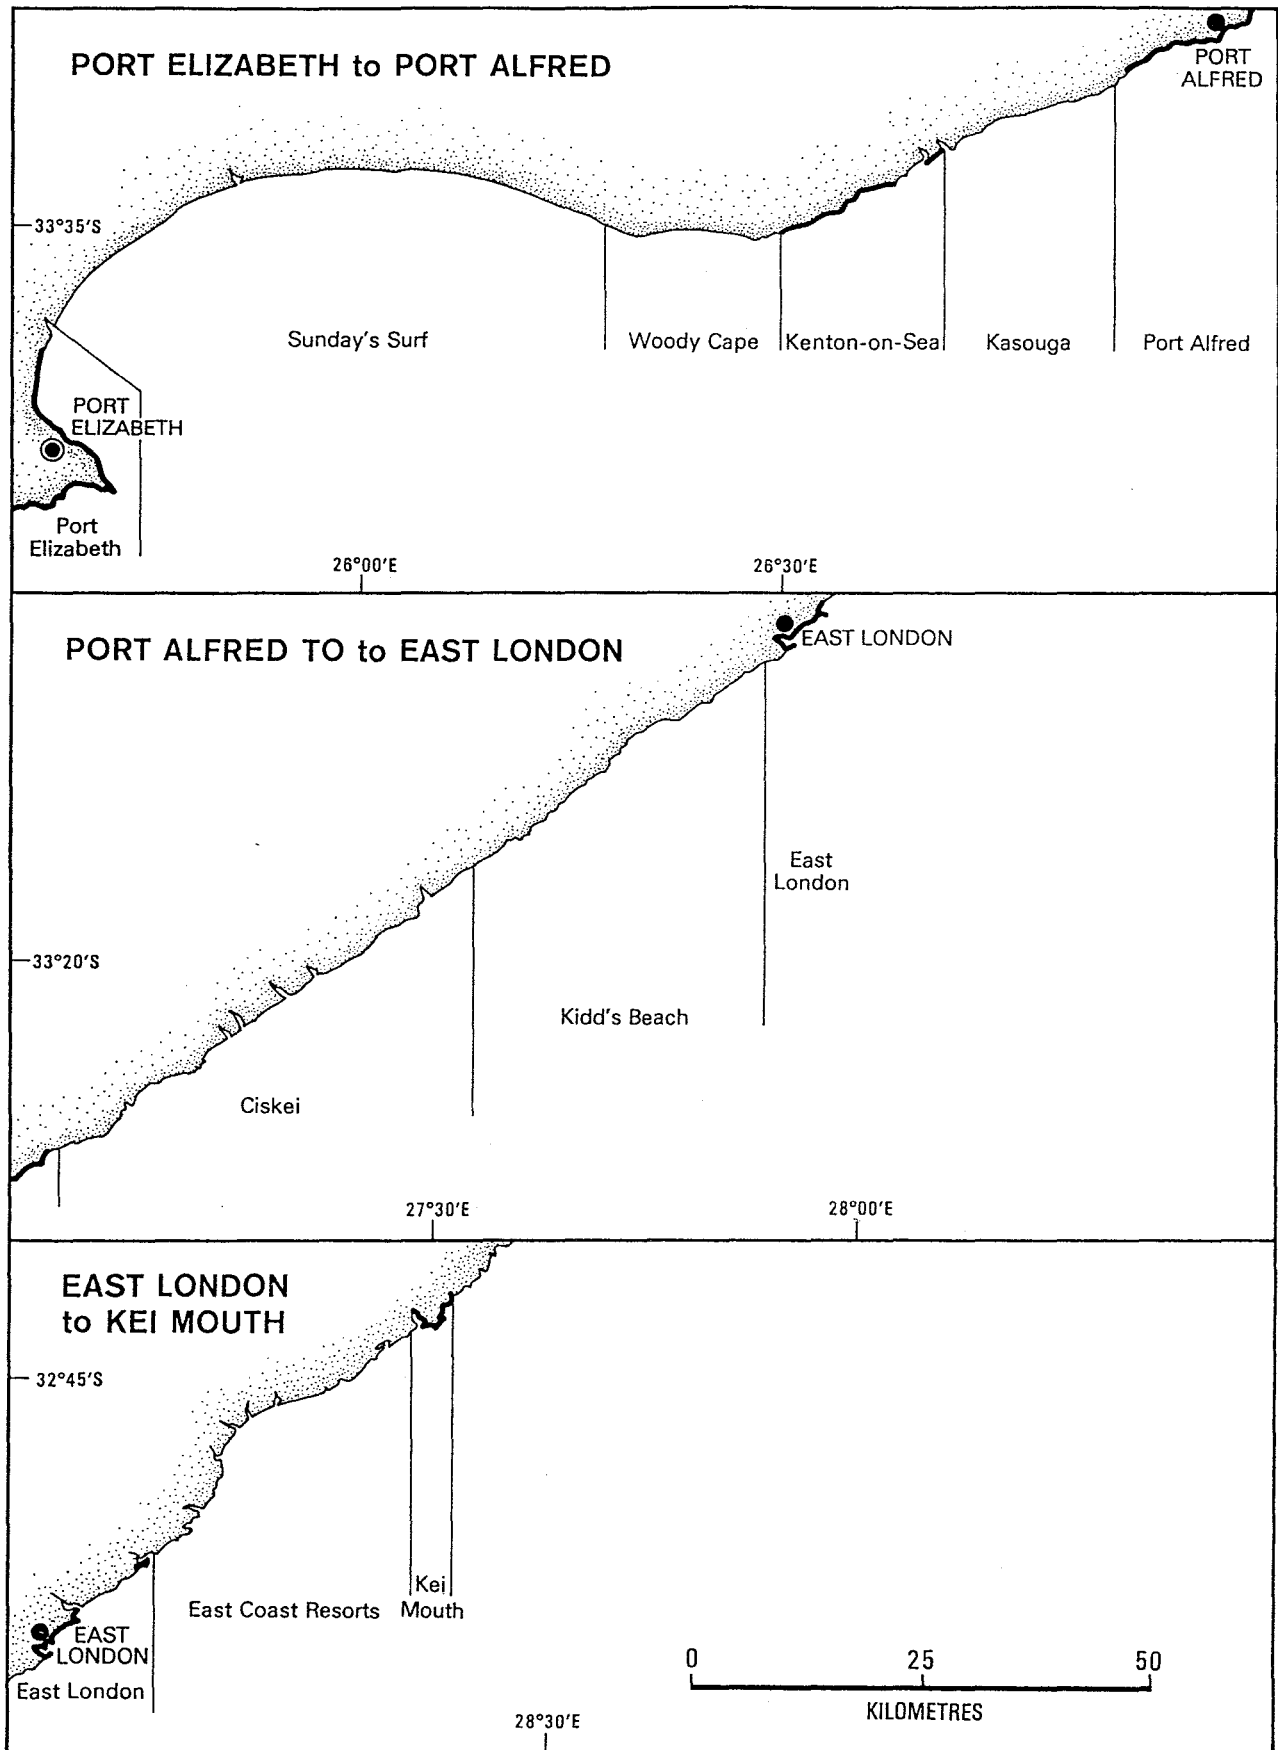 PORT ELIZABETH to PORT ALFRED
PORT
ALFRED
33°35'S
Sunday's Surf
Woody Cape
Kenton-on-Sea
Kasouga
Port Alfred
PORT
ELIZABETH
Port
Elizabeth
26°00'E
26°30'E
PORT ALFRED TO to EAST LONDON
EAST LONDON
East
London
33°20'S
Kidd's Beach
Ciskei
27°30'E
28°00'E
EAST LONDON
to KEI MOUTH
32°45'S
Kei
Mouth
East Coast Resorts
EAST
LONDON
East London
0 25 50
KILOMETRES
28°30'E